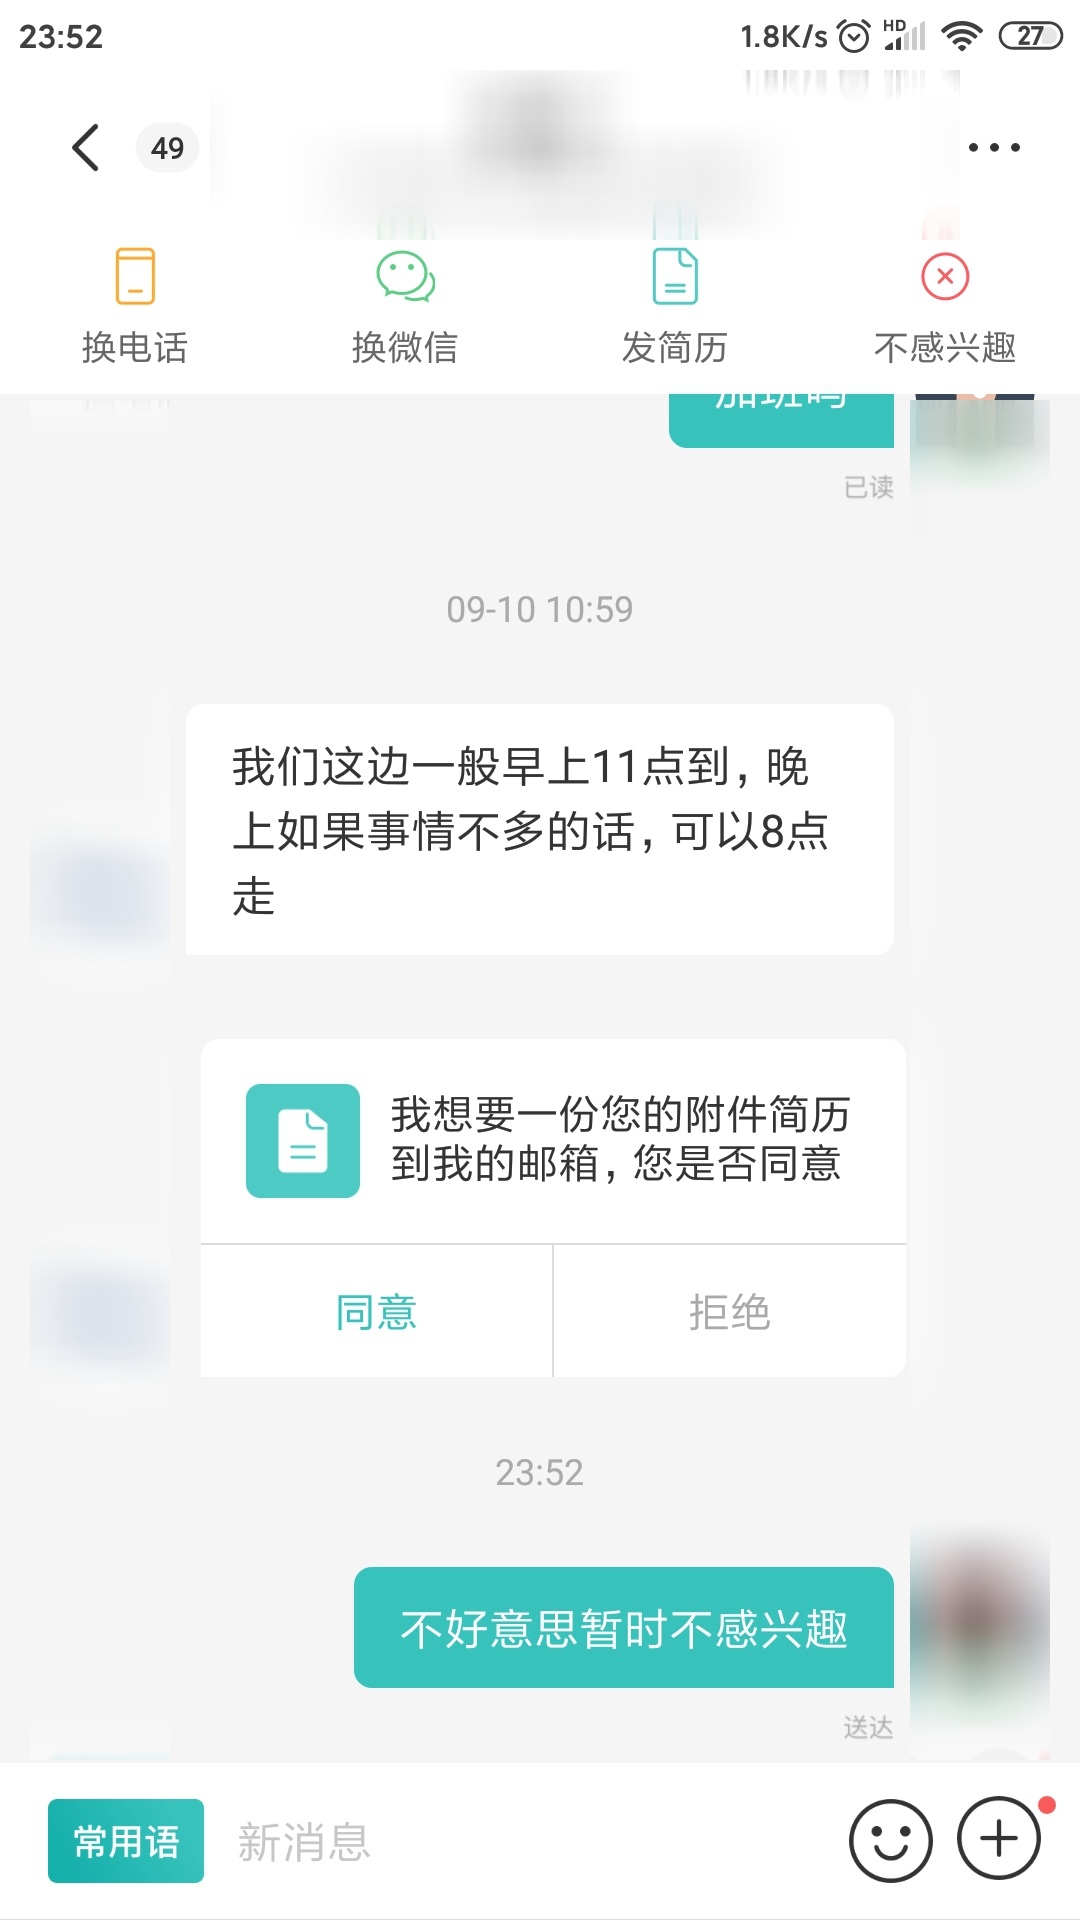 23:52
1.8K/s
HD
27
49
换电话 换微信 发简历 不感兴趣
加班吗
已读
09-10 10:59
我们这边一般早上11点到，晚
上如果事情不多的话，可以8点
走
我想要一份您的附件简历
到我的邮箱，您是否同意
同意 拒绝
23:52
不好意思暂时不感兴趣
送达
常用语 新消息